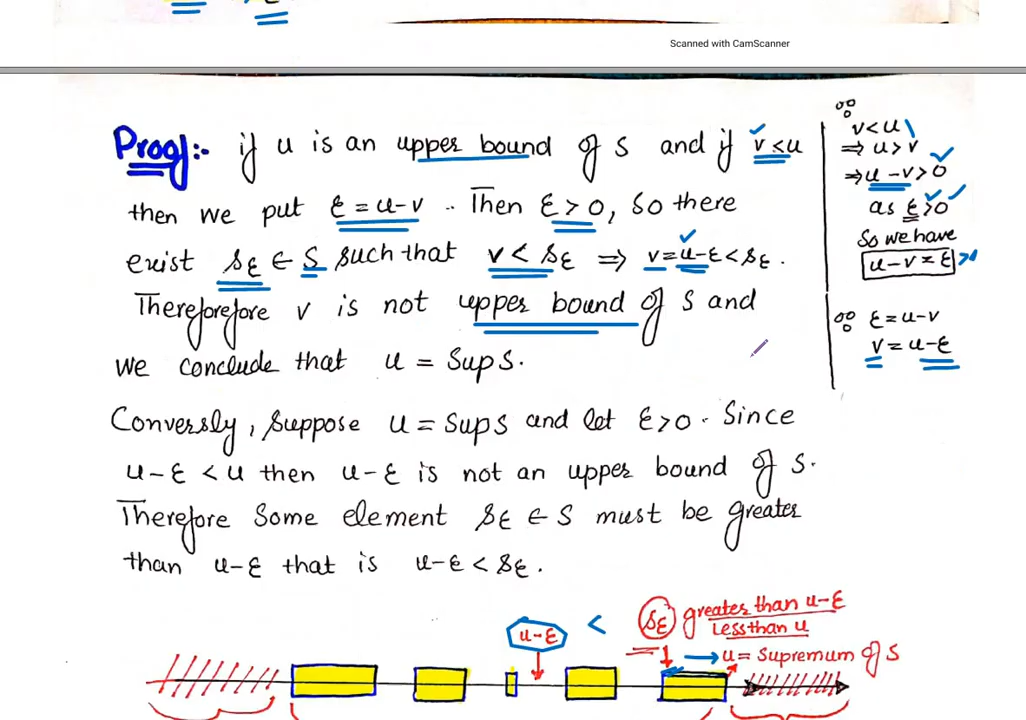 Scanned with CamScanner
Proof:- if u is an upper bound of S and if v<u
then we put ε = u-v .. Then ε>0, So there
exist sε ∈ S such that v < sε ⇒ v=u-ε<sε.
Thereforefore v is not upper bound of S and
we conclude that u = Sup S.
Conversly, Suppose u = Sup S and let ε>0. Since
u-ε < u then u-ε is not an upper bound of S.
Therefore Some element sε ∈ S must be greater
than u-ε that is u-ε < sε.
∵
v<u
⇒ u>v
⇒ u-v>0
as ε>0
So we have
u-v=ε
∵ ε=u-v
v=u-ε
u-ε < sε greater than u-ε
Less than u
u= Supremum of S